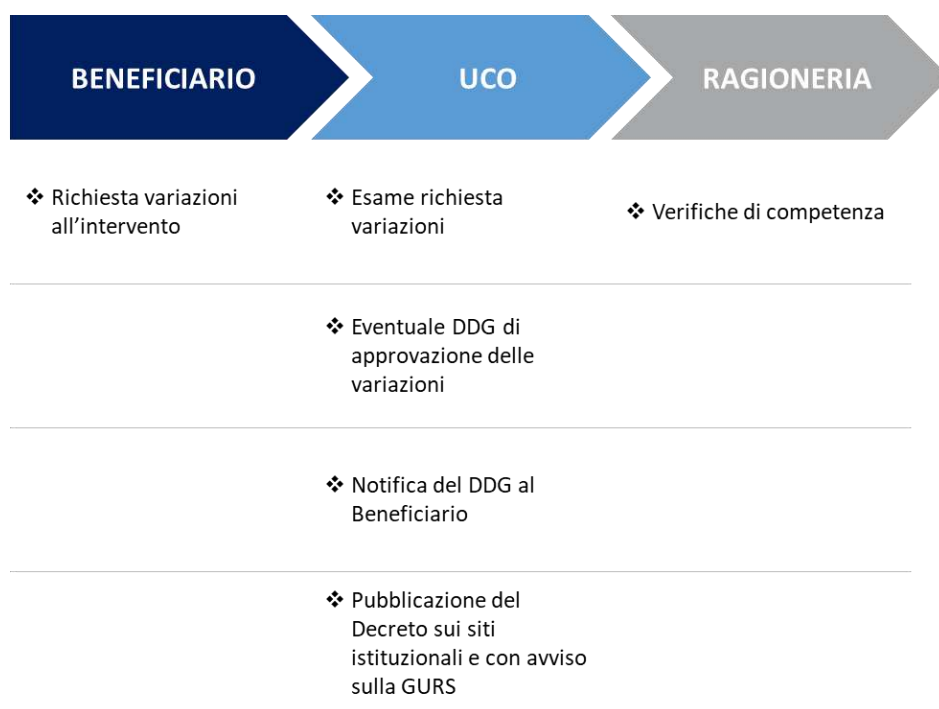 BENEFICIARIO
UCO
RAGIONERIA
❖ Richiesta variazioni
all’intervento
❖ Esame richiesta
variazioni
❖ Verifiche di competenza
❖ Eventuale DDG di
approvazione delle
variazioni
❖ Notifica del DDG al
Beneficiario
❖ Pubblicazione del
Decreto sui siti
istituzionali e con avviso
sulla GURS